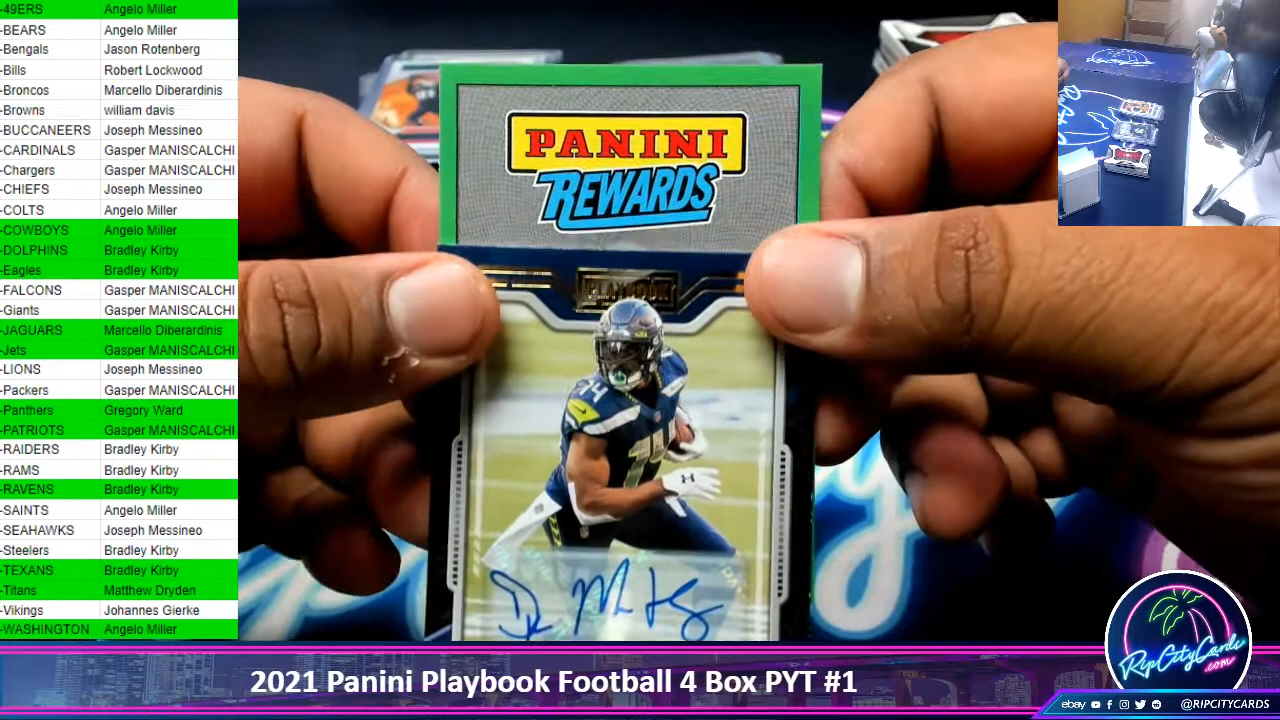 -49ERS Angelo Miller
-BEARS Angelo Miller
-Bengals Jason Rotenberg
-Bills Robert Lockwood
-Broncos Marcello Diberardinis
-Browns william davis
-BUCCANEERS Joseph Messineo
-CARDINALS Gasper MANISCALCHI
-Chargers Gasper MANISCALCHI
-CHIEFS Joseph Messineo
-COLTS Angelo Miller
-COWBOYS Angelo Miller
-DOLPHINS Bradley Kirby
-Eagles Bradley Kirby
-FALCONS Gasper MANISCALCHI
-Giants Gasper MANISCALCHI
-JAGUARS Marcello Diberardinis
-Jets Gasper MANISCALCHI
-LIONS Joseph Messineo
-Packers Gasper MANISCALCHI
-Panthers Gregory Ward
-PATRIOTS Gasper MANISCALCHI
-RAIDERS Bradley Kirby
-RAMS Bradley Kirby
-RAVENS Bradley Kirby
-SAINTS Angelo Miller
-SEAHAWKS Joseph Messineo
-Steelers Bradley Kirby
-TEXANS Bradley Kirby
-Titans Matthew Dryden
-Vikings Johannes Gierke
-WASHINGTON Angelo Miller
PANINI
REWARDS
PLAYBOOK
14
14
2021 Panini Playbook Football 4 Box PYT #1
RipCityCards
.com
ebay @RIPCITYCARDS